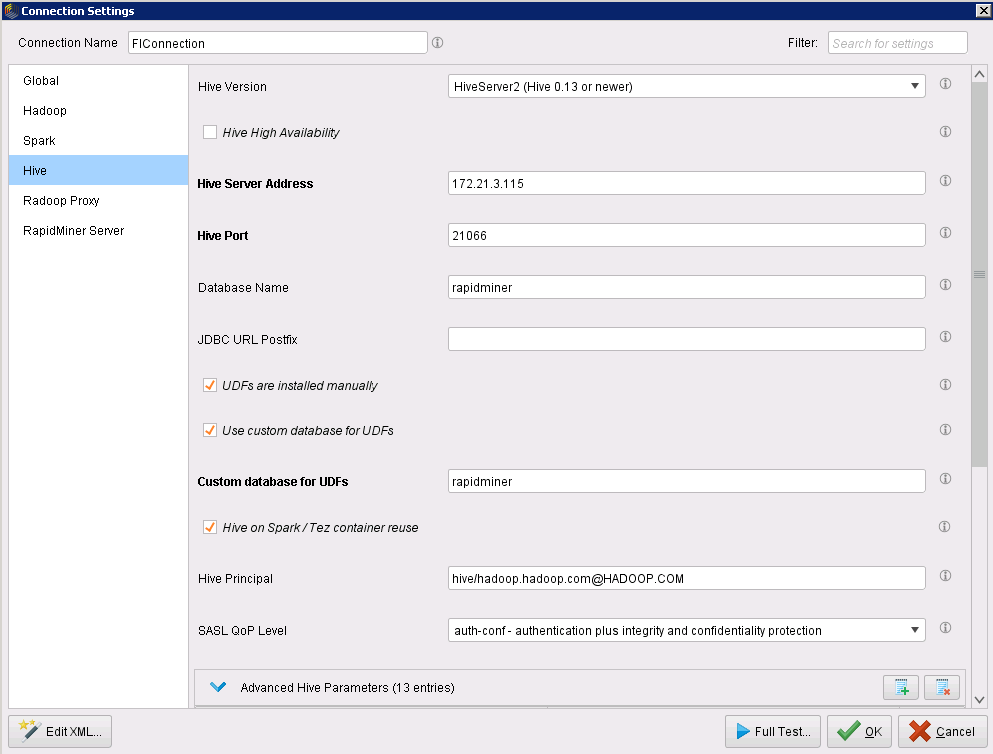 Connection Settings
Connection Name FIConnection Filter: Search for settings
Global
Hadoop
Spark
Hive
Radoop Proxy
RapidMiner Server
Hive Version HiveServer2 (Hive 0.13 or newer)
Hive High Availability
Hive Server Address 172.21.3.115
Hive Port 21066
Database Name rapidminer
JDBC URL Postfix
UDFs are installed manually
Use custom database for UDFs
Custom database for UDFs rapidminer
Hive on Spark / Tez container reuse
Hive Principal hive/hadoop.hadoop.com@HADOOP.COM
SASL QoP Level auth-conf - authentication plus integrity and confidentiality protection
Advanced Hive Parameters (13 entries)
Edit XML... Full Test... OK Cancel